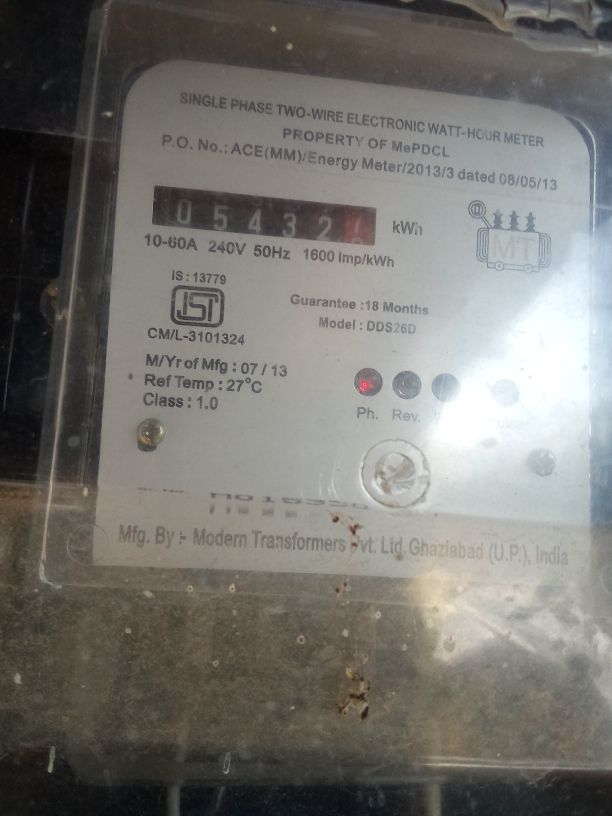 SINGLE PHASE TWO-WIRE ELECTRONIC WATT-HOUR METER
PROPERTY OF MePDCL
P.O. No.: ACE(MM)/Energy Meter/2013/3 dated 08/05/13
05432 kWh
10-60A 240V 50Hz 1600 imp/kWh
MT
IS : 13779
ISI
CM/L-3101324
Guarantee :18 Months
Model : DDS26D
M/Yr of Mfg : 07 / 13
Ref Temp : 27°C
Class : 1.0
Ph. Rev.
Mfg. By :- Modern Transformers Pvt. Ltd. Ghaziabad (U.P.), India